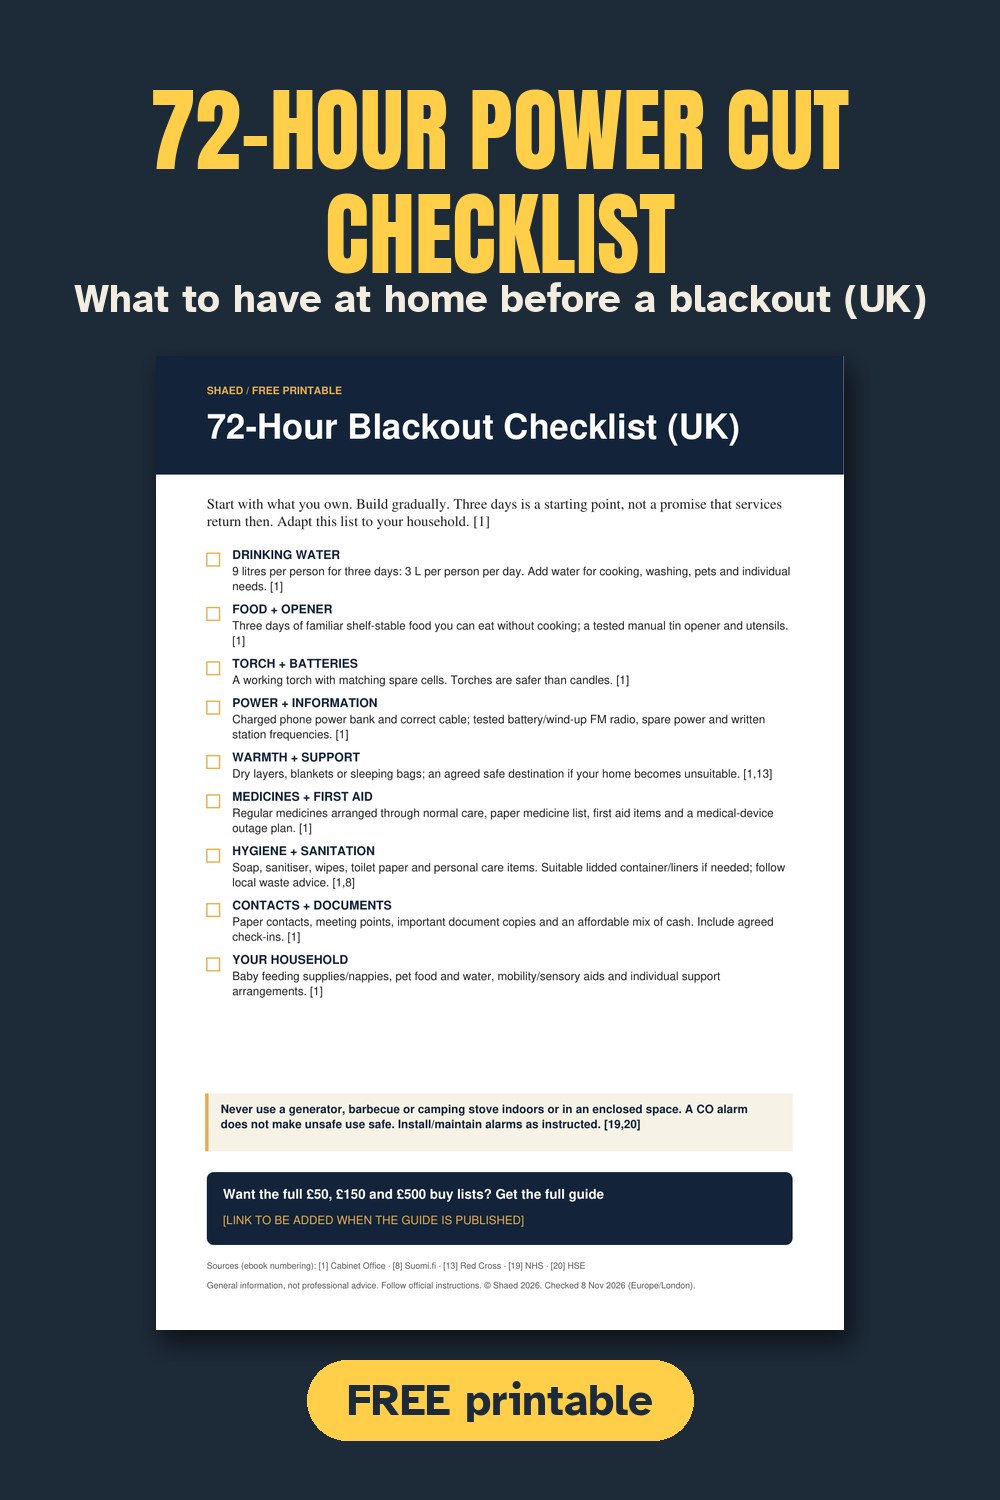 72-HOUR POWER CUT
CHECKLIST
What to have at home before a blackout (UK)
SHAED / FREE PRINTABLE
72-Hour Blackout Checklist (UK)
Start with what you own. Build gradually. Three days is a starting point, not a promise that services
return then. Adapt this list to your household. [1]
DRINKING WATER
9 litres per person for three days: 3 L per person per day. Add water for cooking, washing, pets and individual
needs. [1]
FOOD + OPENER
Three days of familiar shelf-stable food you can eat without cooking; a tested manual tin opener and utensils.
[1]
TORCH + BATTERIES
A working torch with matching spare cells. Torches are safer than candles. [1]
POWER + INFORMATION
Charged phone power bank and correct cable; tested battery/wind-up FM radio, spare power and written
station frequencies. [1]
WARMTH + SUPPORT
Dry layers, blankets or sleeping bags; an agreed safe destination if your home becomes unsuitable. [1,13]
MEDICINES + FIRST AID
Regular medicines arranged through normal care, paper medicine list, first aid items and a medical-device
outage plan. [1]
HYGIENE + SANITATION
Soap, sanitiser, wipes, toilet paper and personal care items. Suitable lidded container/liners if needed; follow
local waste advice. [1,8]
CONTACTS + DOCUMENTS
Paper contacts, meeting points, important document copies and an affordable mix of cash. Include agreed
check-ins. [1]
YOUR HOUSEHOLD
Baby feeding supplies/nappies, pet food and water, mobility/sensory aids and individual support
arrangements. [1]
Never use a generator, barbecue or camping stove indoors or in an enclosed space. A CO alarm
does not make unsafe use safe. Install/maintain alarms as instructed. [19,20]
Want the full £50, £150 and £500 buy lists? Get the full guide
[LINK TO BE ADDED WHEN THE GUIDE IS PUBLISHED]
Sources (ebook numbering): [1] Cabinet Office · [8] Suomi.fi · [13] Red Cross · [19] NHS · [20] HSE
General information, not professional advice. Follow official instructions. © Shaed 2026. Checked 8 Nov 2026 (Europe/London).
FREE printable